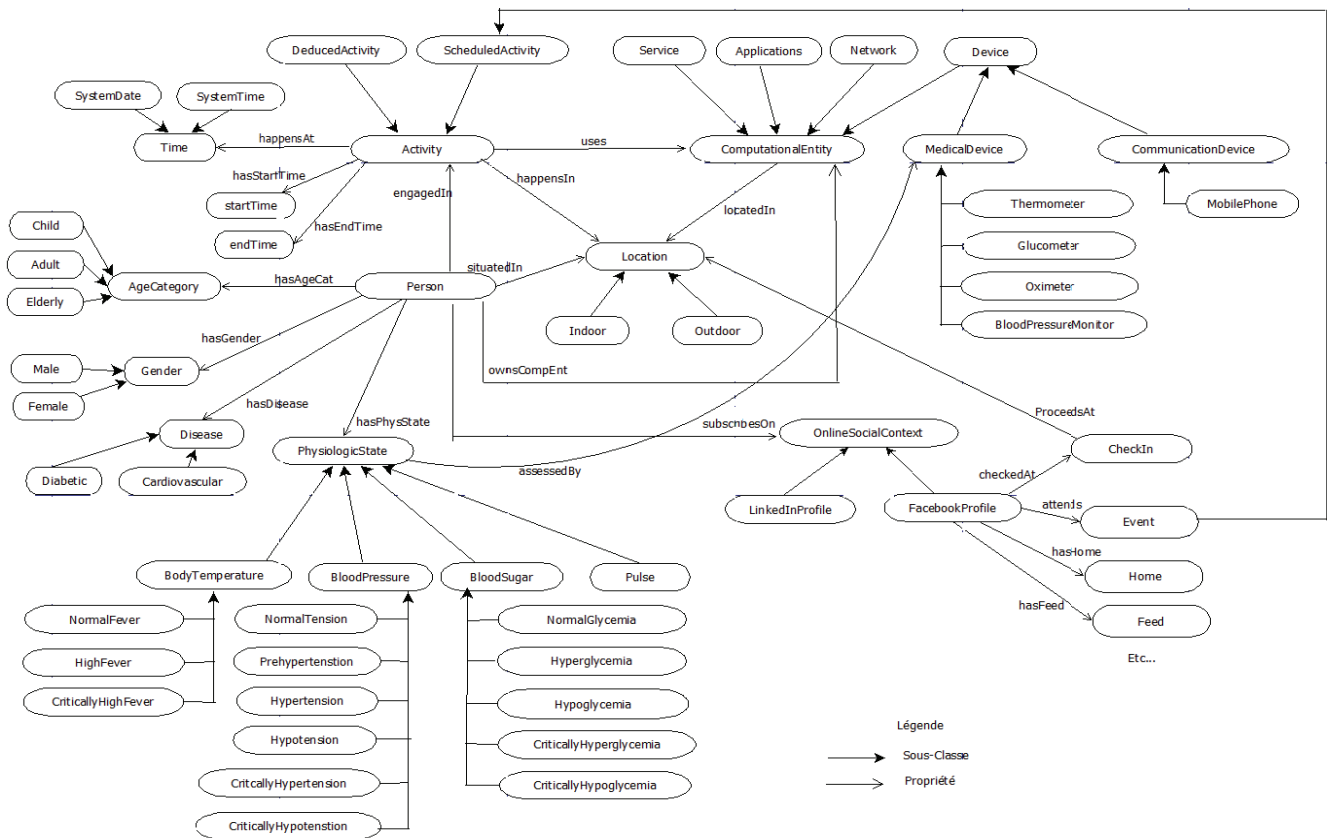 DeducedActivity
ScheduledActivity
Service
Applications
Network
Device
SystemDate
SystemTime
Time
happensAt
Activity
uses
ComputationalEntity
MedicalDevice
CommunicationDevice
hasStartTime
startTime
engagedIn
happensIn
locatedIn
Thermometer
MobilePhone
Child
hasEndTime
endTime
Glucometer
Adult
AgeCategory
hasAgeCat
Person
situatedIn
Location
Oximeter
Elderly
Indoor
Outdoor
BloodPressureMonitor
hasGender
Male
Gender
ownsCompEnt
Female
hasDisease
Disease
hasPhysState
subscribesOn
OnlineSocialContext
ProceedsAt
PhysiologicState
CheckIn
Diabetic
Cardiovascular
assessedBy
checkedAt
LinkedInProfile
FacebookProfile
attends
Event
hasHome
BodyTemperature
BloodPressure
BloodSugar
Pulse
Home
hasFeed
NormalFever
NormalTension
NormalGlycemia
Feed
HighFever
Prehypertenstion
Hyperglycemia
Etc...
CriticallyHighFever
Hypertension
Hypoglycemia
Légende
Hypotension
CriticallyHyperglycemia
Sous-Classe
CritcallyHypertension
CriticallyHypoglycemia
Propriété
CriticallyHypotenstion